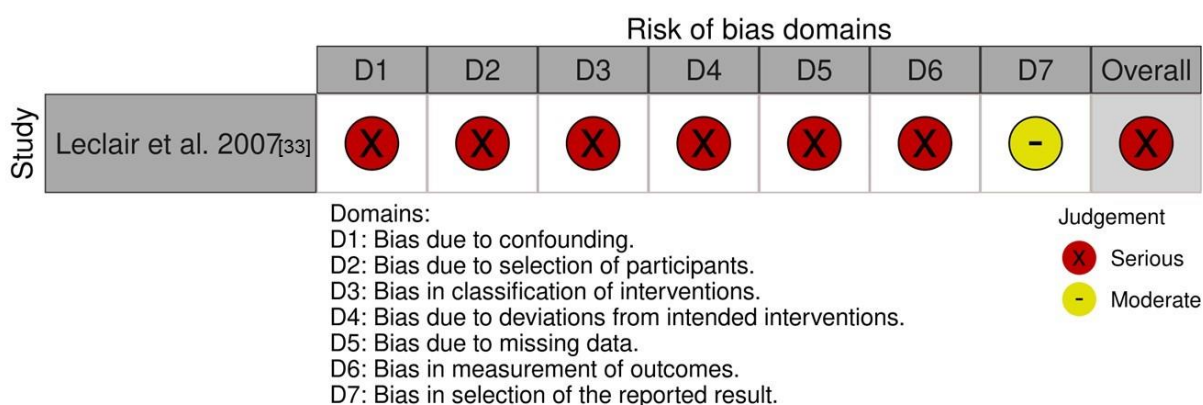 Risk of bias domains
D1 D2 D3 D4 D5 D6 D7 Overall
Study
Leclair et al. 2007[33] X X X X X X - X
Domains:
D1: Bias due to confounding.
D2: Bias due to selection of participants.
D3: Bias in classification of interventions.
D4: Bias due to deviations from intended interventions.
D5: Bias due to missing data.
D6: Bias in measurement of outcomes.
D7: Bias in selection of the reported result.
Judgement
X Serious
- Moderate